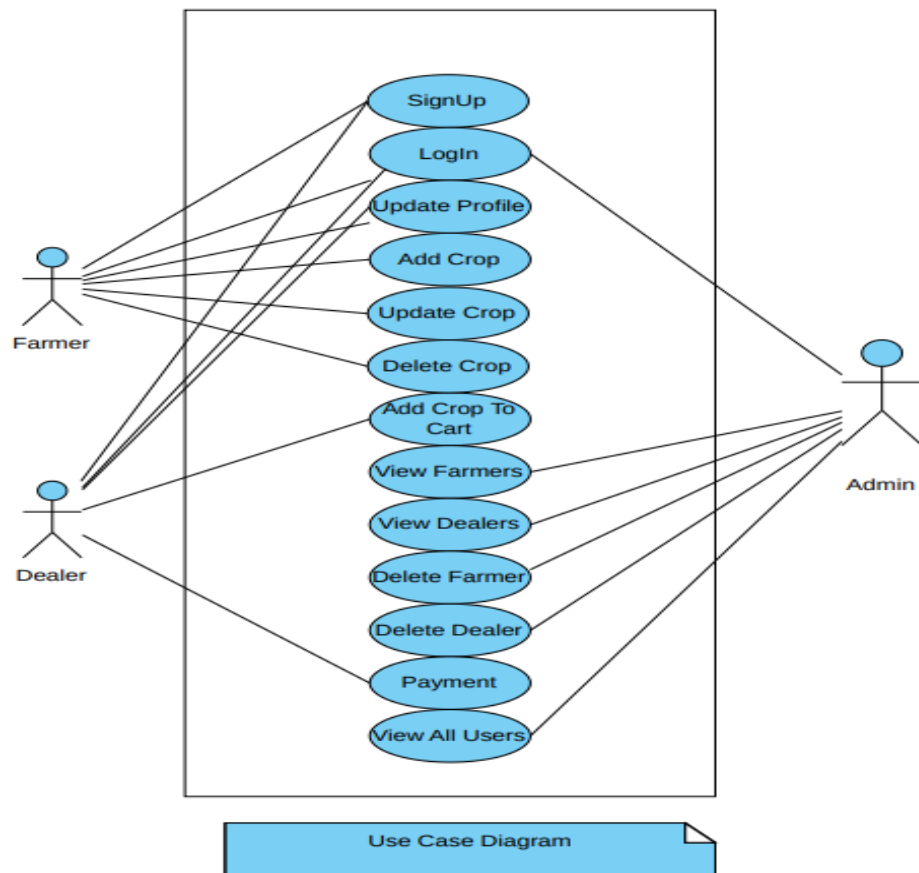 SignUp
LogIn
Update Profile
Add Crop
Update Crop
Delete Crop
Add Crop To
Cart
View Farmers
View Dealers
Delete Farmer
Delete Dealer
Payment
View All Users
Farmer
Dealer
Admin
Use Case Diagram